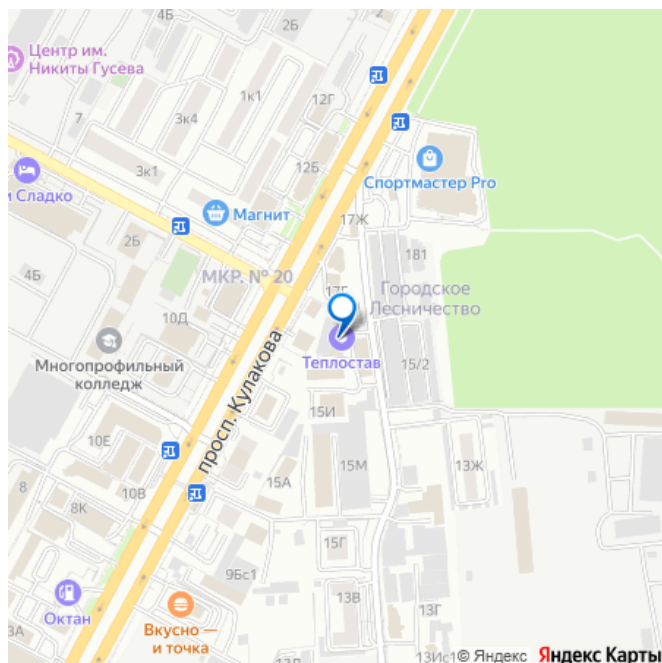 2Б
4Б
Центр им.
Никиты Гусева
1к1
12Г
7
3к4
3к1
12Б
Спортмастер Pro
и Сладко
Магнит
17Ж
2Б
181
4Б
МКР. № 20
Городское
Лесничество
10Д
Теплостав
Многопрофильный
колледж
15/2
просп. Кулакова
15И
10Е
15М
13Ж
15А
8
10В
8К
15Г
9Бс1
13В
Октан
13Г
Вкусно —
и точка
13Ис1
© Яндекс Яндекс Карты